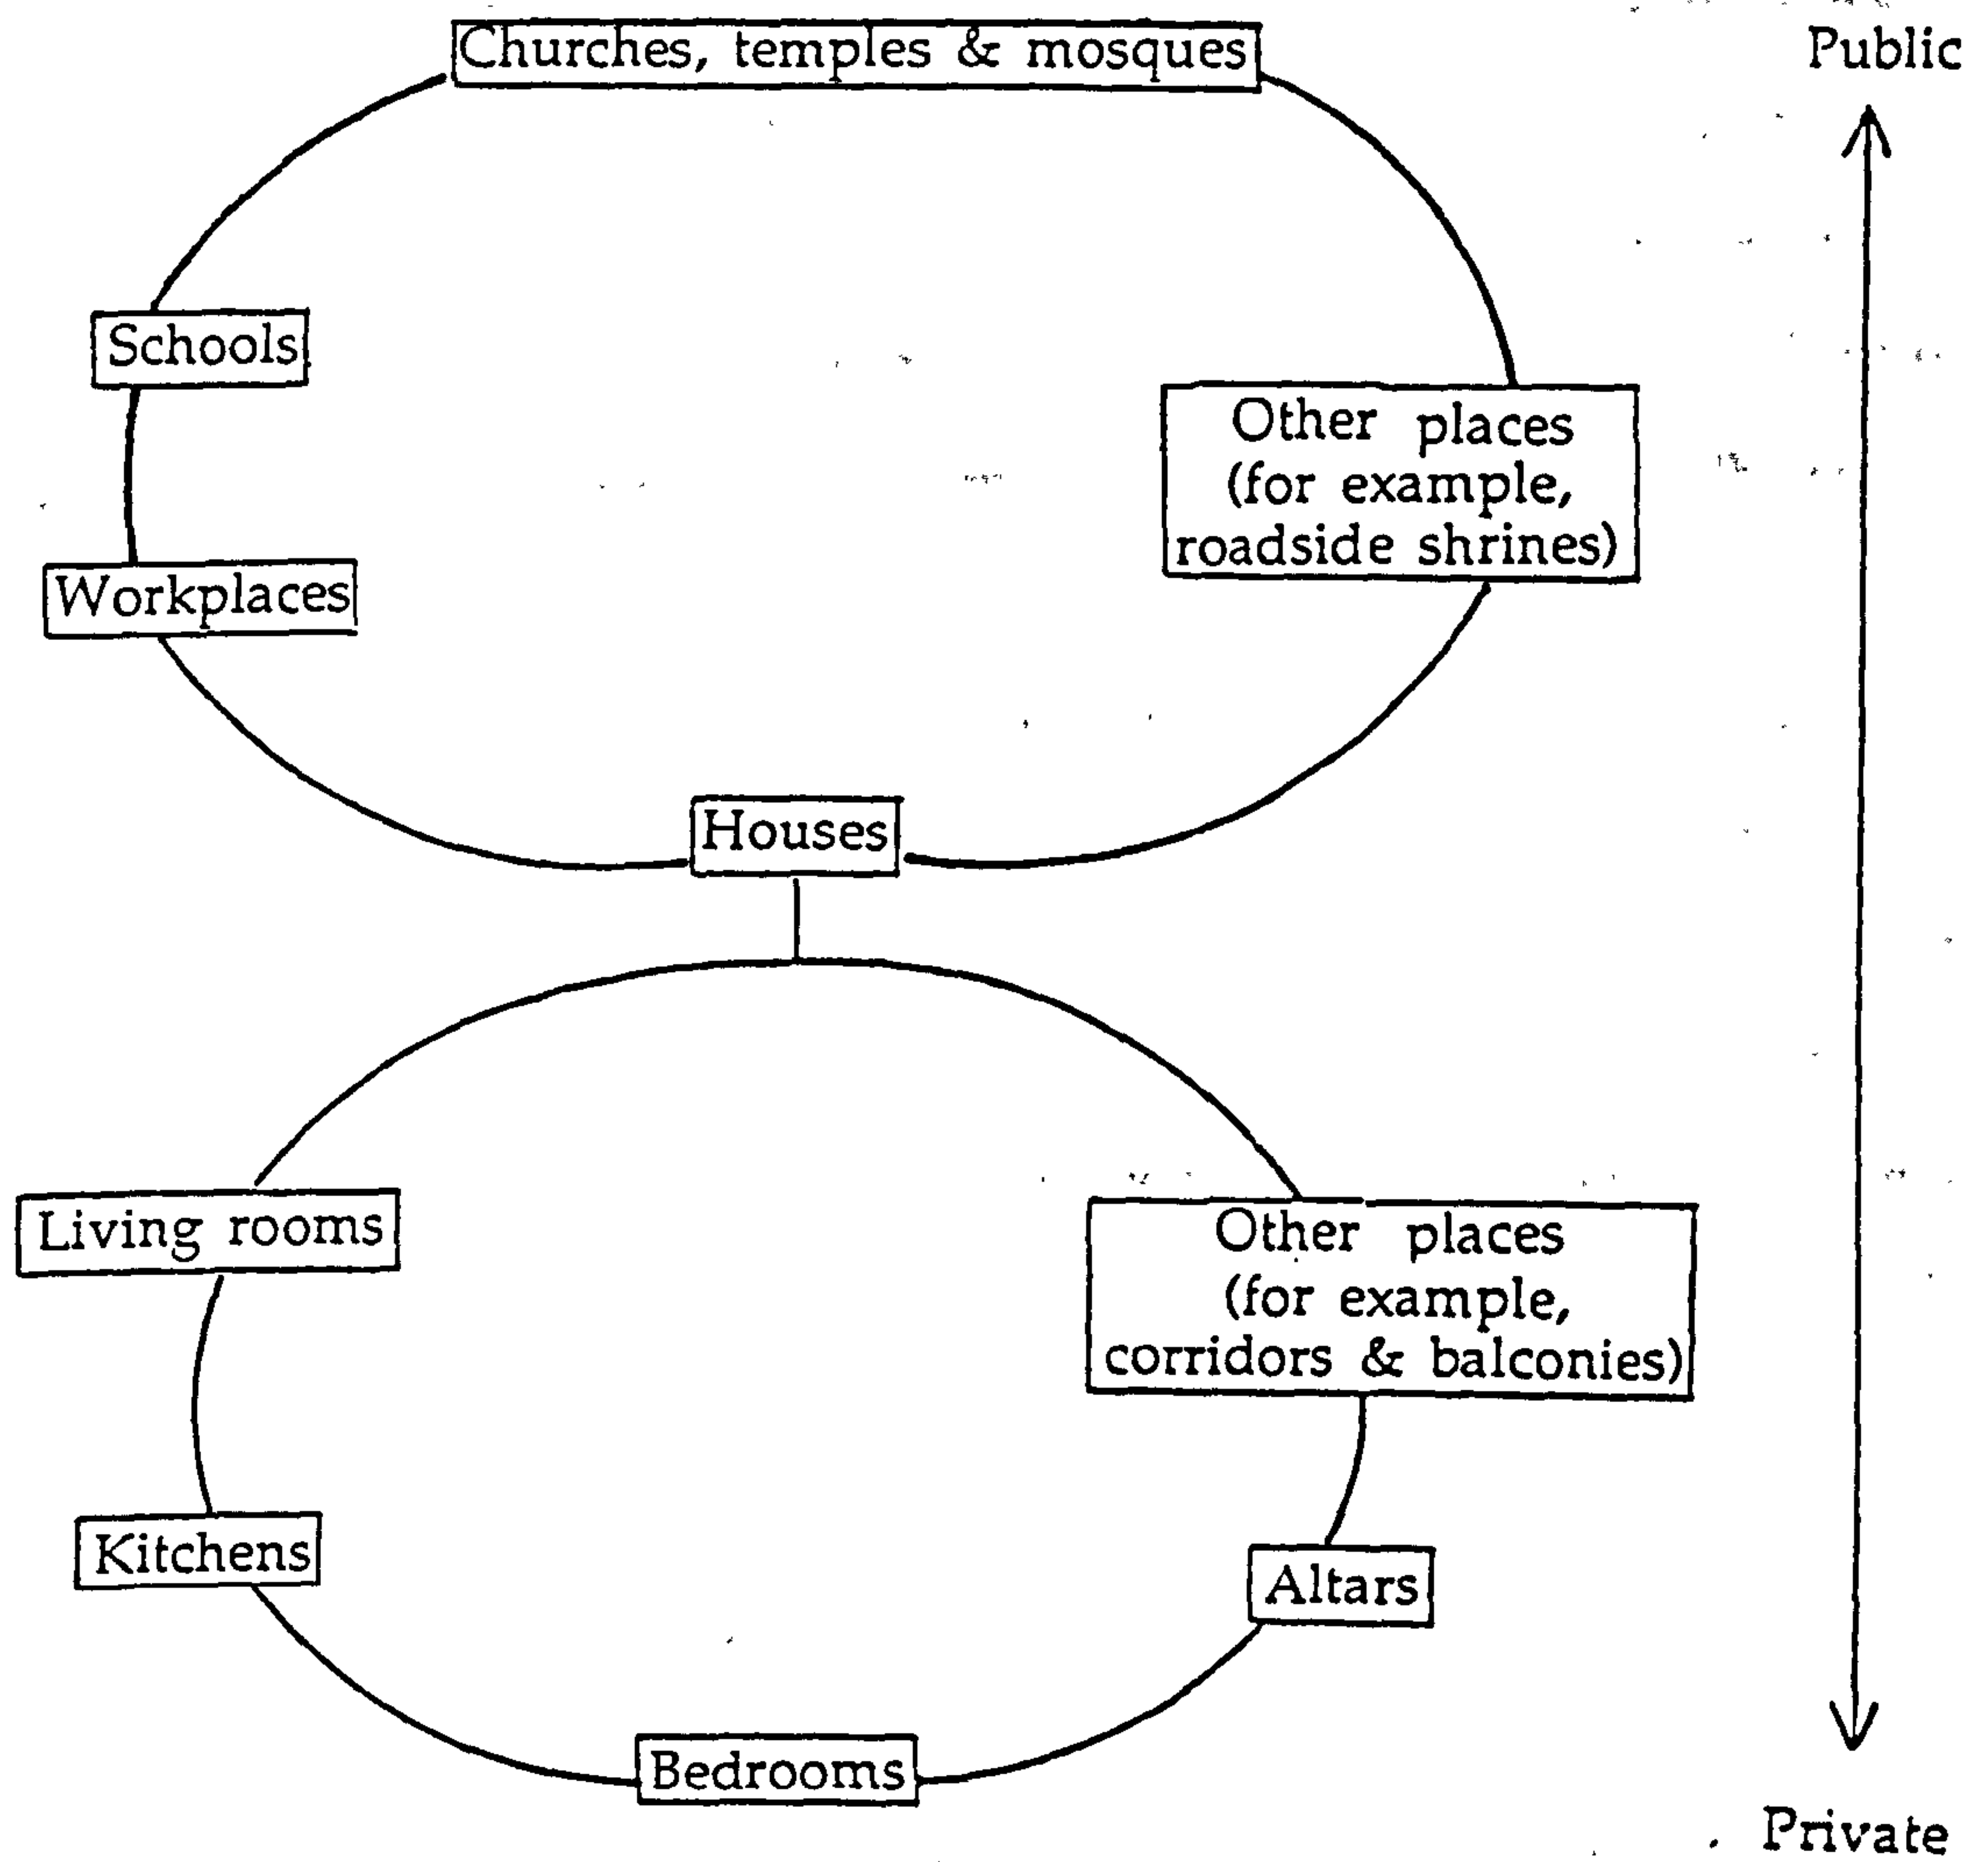 Churches, temples & mosques
Public
Schools
Other places
(for example,
roadside shrines)
Workplaces
Houses
Living rooms
Other places
(for example,
corridors & balconies)
Kitchens
Altars
Bedrooms
Private